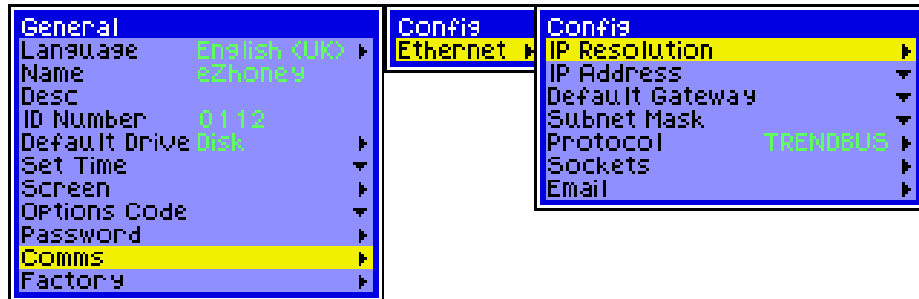 General
Language English (UK)
Name eZhoney
Desc
ID Number 0112
Default Drive Disk
Set Time
Screen
Options Code
Password
Comms
Factory
Config
Ethernet
Config
IP Resolution
IP Address
Default Gateway
Subnet Mask
Protocol TRENDBUS
Sockets
Email